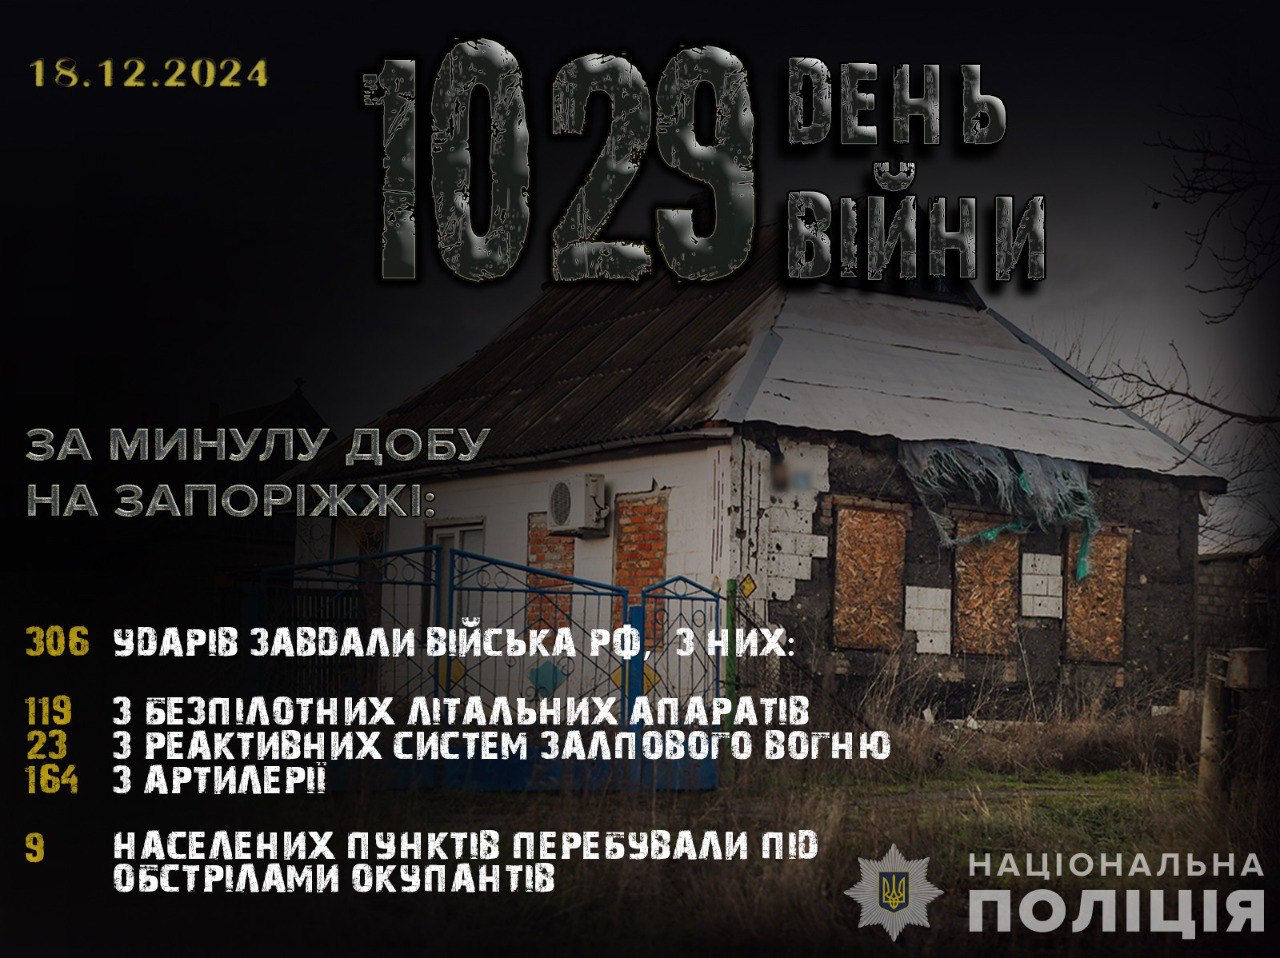 18.12.2024
1029
ДЕНЬ
ВІЙНИ
ЗА МИНУЛУ ДОБУ
НА ЗАПОРІЖЖІ:
306 УДАРІВ ЗАВДАЛИ ВІЙСЬКА РФ, З НИХ:
119 З БЕЗПІЛОТНИХ ЛІТАЛЬНИХ АПАРАТІВ
23 З РЕАКТИВНИХ СИСТЕМ ЗАЛПОВОГО ВОГНЮ
164 З АРТИЛЕРІЇ
9 НАСЕЛЕНИХ ПУНКТІВ ПЕРЕБУВАЛИ ПІД
ОБСТРІЛАМИ ОКУПАНТІВ
НАЦІОНАЛЬНА
ПОЛІЦІЯ